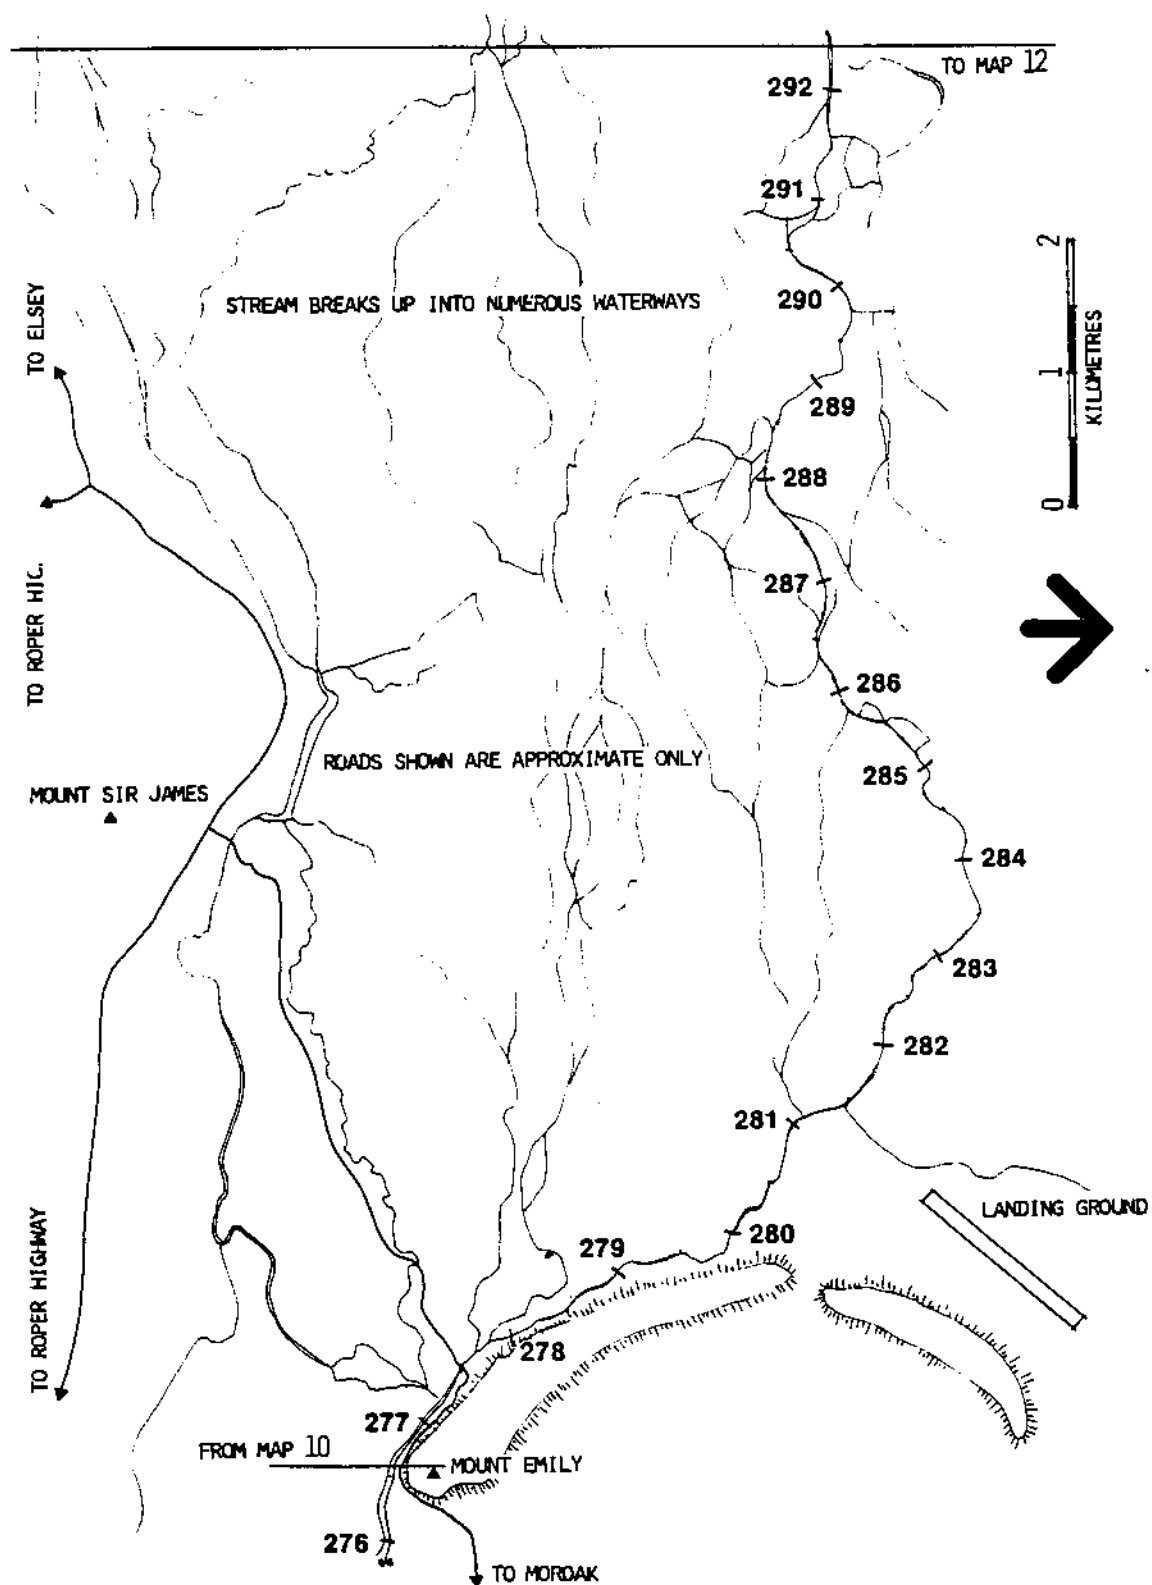 TO MAP 12
292
291
2
TO ELSEY
290
STREAM BREAKS UP INTO NUMEROUS WATERWAYS
1
KILOMETRES
289
288
0
287
TO ROPER HJC.
286
ROADS SHOWN ARE APPROXIMATE ONLY
285
MOUNT SIR JAMES
284
283
282
281
LANDING GROUND
280
279
TO ROPER HIGHWAY
278
277
FROM MAP 10
MOUNT EMILY
276
TO MOROAK